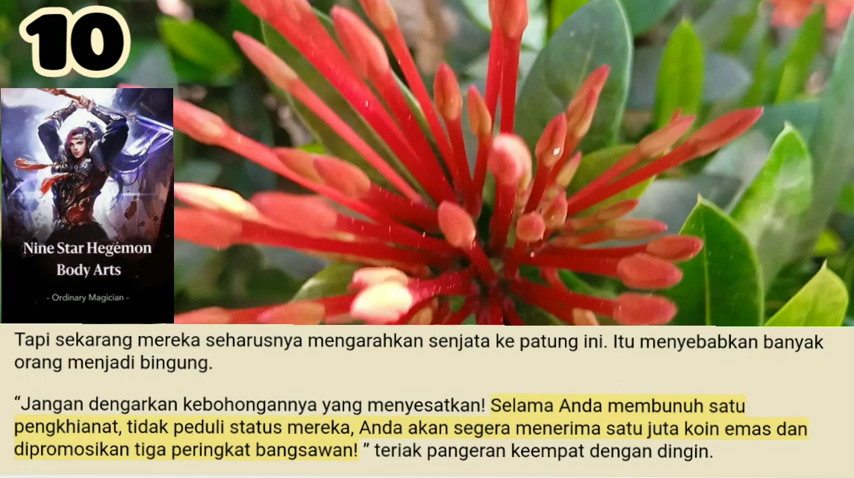 10
Nine Star Hegemon
Body Arts
- Ordinary Magician -
Tapi sekarang mereka seharusnya mengarahkan senjata ke patung ini. Itu menyebabkan banyak
orang menjadi bingung.
“Jangan dengarkan kebohongannya yang menyesatkan! Selama Anda membunuh satu
pengkhianat, tidak peduli status mereka, Anda akan segera menerima satu juta koin emas dan
dipromosikan tiga peringkat bangsawan! ” teriak pangeran keempat dengan dingin.